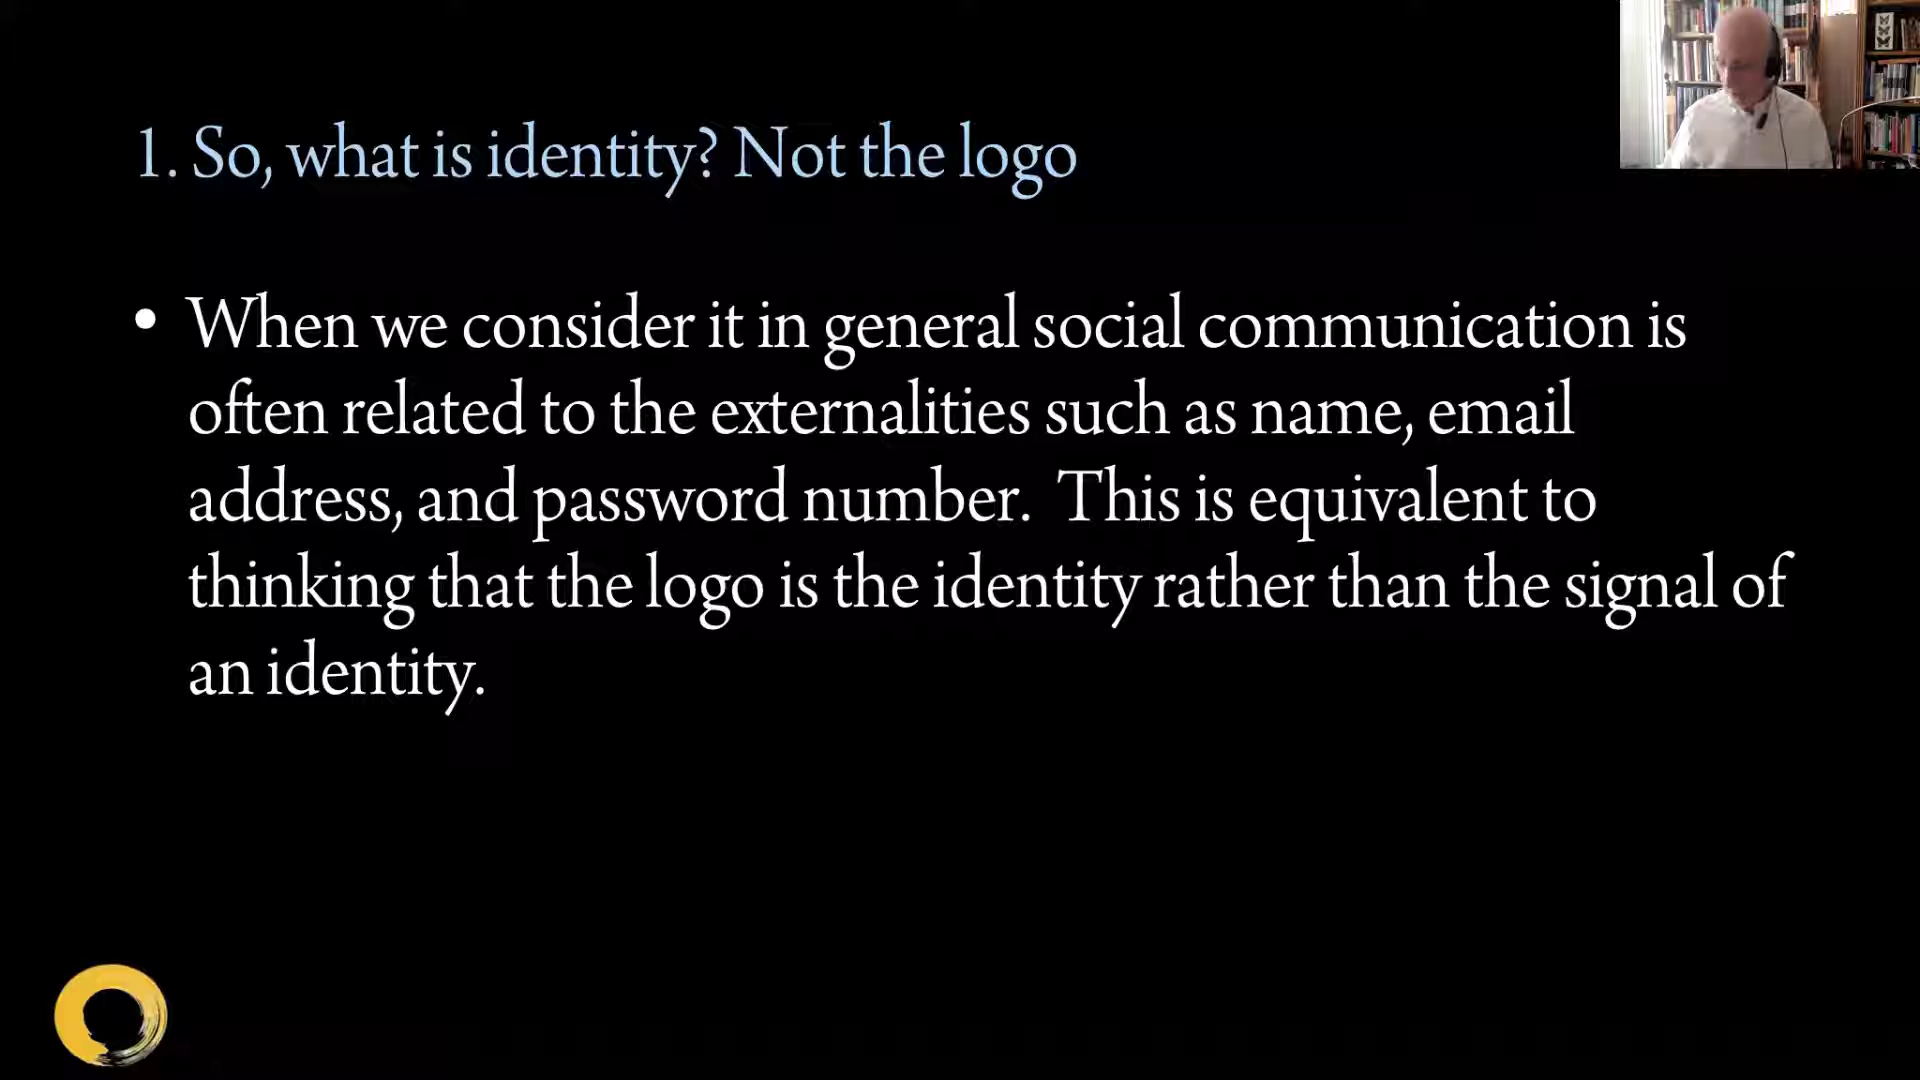 1. So, what is identity? Not the logo
• When we consider it in general social communication is
often related to the externalities such as name, email
address, and password number.  This is equivalent to
thinking that the logo is the identity rather than the signal of
an identity.